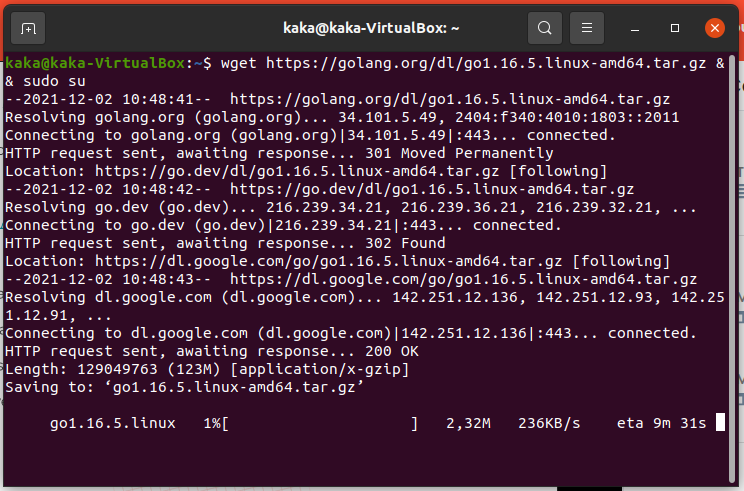 kaka@kaka-VirtualBox: ~
kaka@kaka-VirtualBox:~$ wget https://golang.org/dl/go1.16.5.linux-amd64.tar.gz &
& sudo su
--2021-12-02 10:48:41--  https://golang.org/dl/go1.16.5.linux-amd64.tar.gz
Resolving golang.org (golang.org)... 34.101.5.49, 2404:f340:4010:1803::2011
Connecting to golang.org (golang.org)|34.101.5.49|:443... connected.
HTTP request sent, awaiting response... 301 Moved Permanently
Location: https://go.dev/dl/go1.16.5.linux-amd64.tar.gz [following]
--2021-12-02 10:48:42--  https://go.dev/dl/go1.16.5.linux-amd64.tar.gz
Resolving go.dev (go.dev)... 216.239.34.21, 216.239.36.21, 216.239.32.21, ...
Connecting to go.dev (go.dev)|216.239.34.21|:443... connected.
HTTP request sent, awaiting response... 302 Found
Location: https://dl.google.com/go/go1.16.5.linux-amd64.tar.gz [following]
--2021-12-02 10:48:43--  https://dl.google.com/go/go1.16.5.linux-amd64.tar.gz
Resolving dl.google.com (dl.google.com)... 142.251.12.136, 142.251.12.93, 142.25
1.12.91, ...
Connecting to dl.google.com (dl.google.com)|142.251.12.136|:443... connected.
HTTP request sent, awaiting response... 200 OK
Length: 129049763 (123M) [application/x-gzip]
Saving to: ‘go1.16.5.linux-amd64.tar.gz’
go1.16.5.linux   1%[                    ]   2,32M   236KB/s    eta 9m 31s